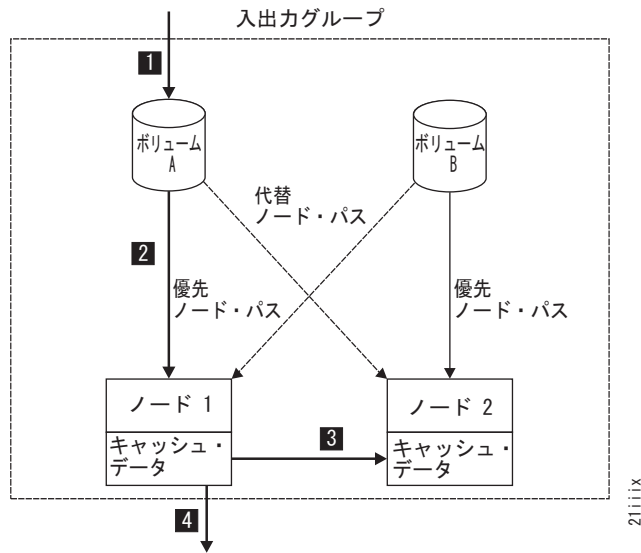 入出力グループ
1
ボリューム
A
ボリューム
B
代替
ノード・パス
2
優先
ノード・パス
優先
ノード・パス
ノード 1
ノード 2
キャッシュ・
データ
3
キャッシュ・
データ
4
21iiix